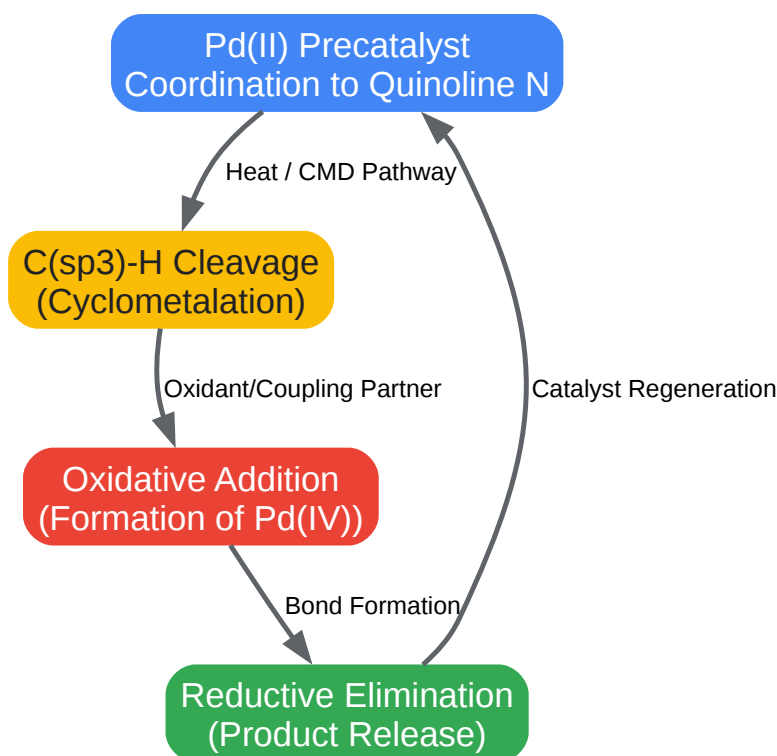 Pd(II) Precatalyst
Coordination to Quinoline N
Heat / CMD Pathway
C(sp3)-H Cleavage
(Cyclometalation)
Oxidant/Coupling Partner
Catalyst Regeneration
Oxidative Addition
(Formation of Pd(IV))
Bond Formation
Reductive Elimination
(Product Release)